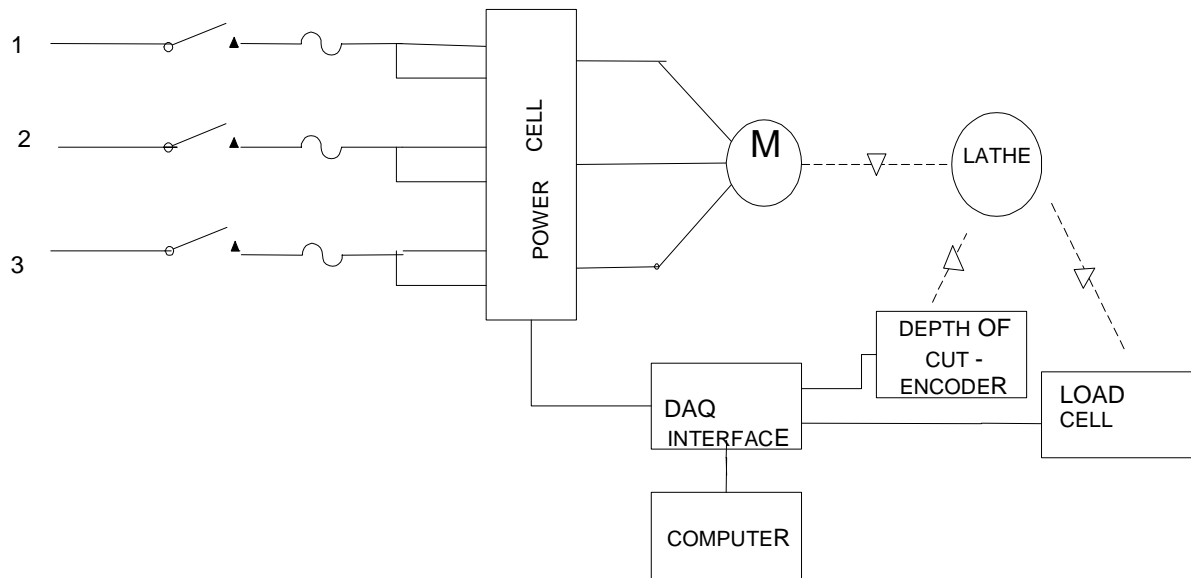 1
2
3
POWER CELL
M
LATHE
DEPTH OF
CUT -
ENCODER
LOAD
CELL
DAQ
INTERFACE
COMPUTER